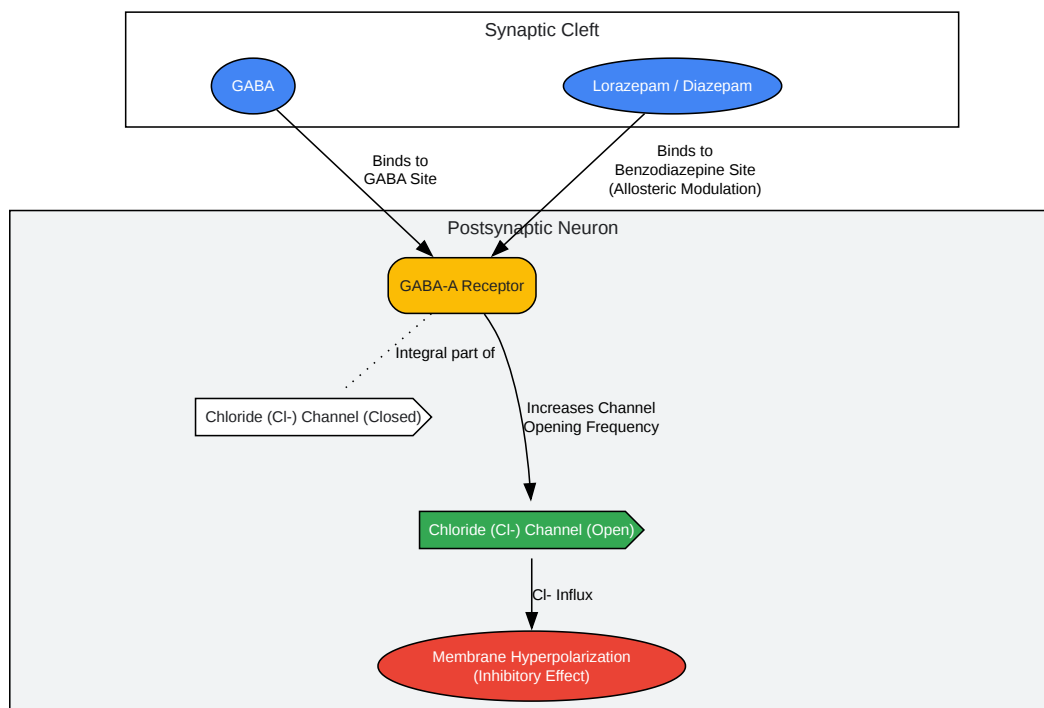 Synaptic Cleft
GABA
Lorazepam / Diazepam
Binds to
GABA Site
Binds to
Benzodiazepine Site
(Allosteric Modulation)
Postsynaptic Neuron
GABA-A Receptor
Integral part of
Chloride (Cl-) Channel (Closed)
Increases Channel
Opening Frequency
Chloride (Cl-) Channel (Open)
Cl- Influx
Membrane Hyperpolarization
(Inhibitory Effect)